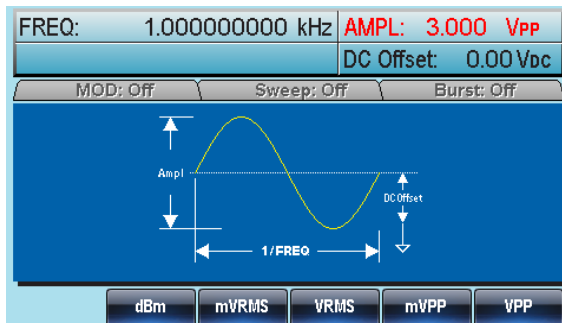 FREQ: 1.000000000 kHz AMPL: 3.000 VPP
DC Offset: 0.00 VDC
MOD: Off Sweep: Off Burst: Off
Ampl
DC Offset
1/FREQ
dBm mVRMS VRMS mVPP VPP